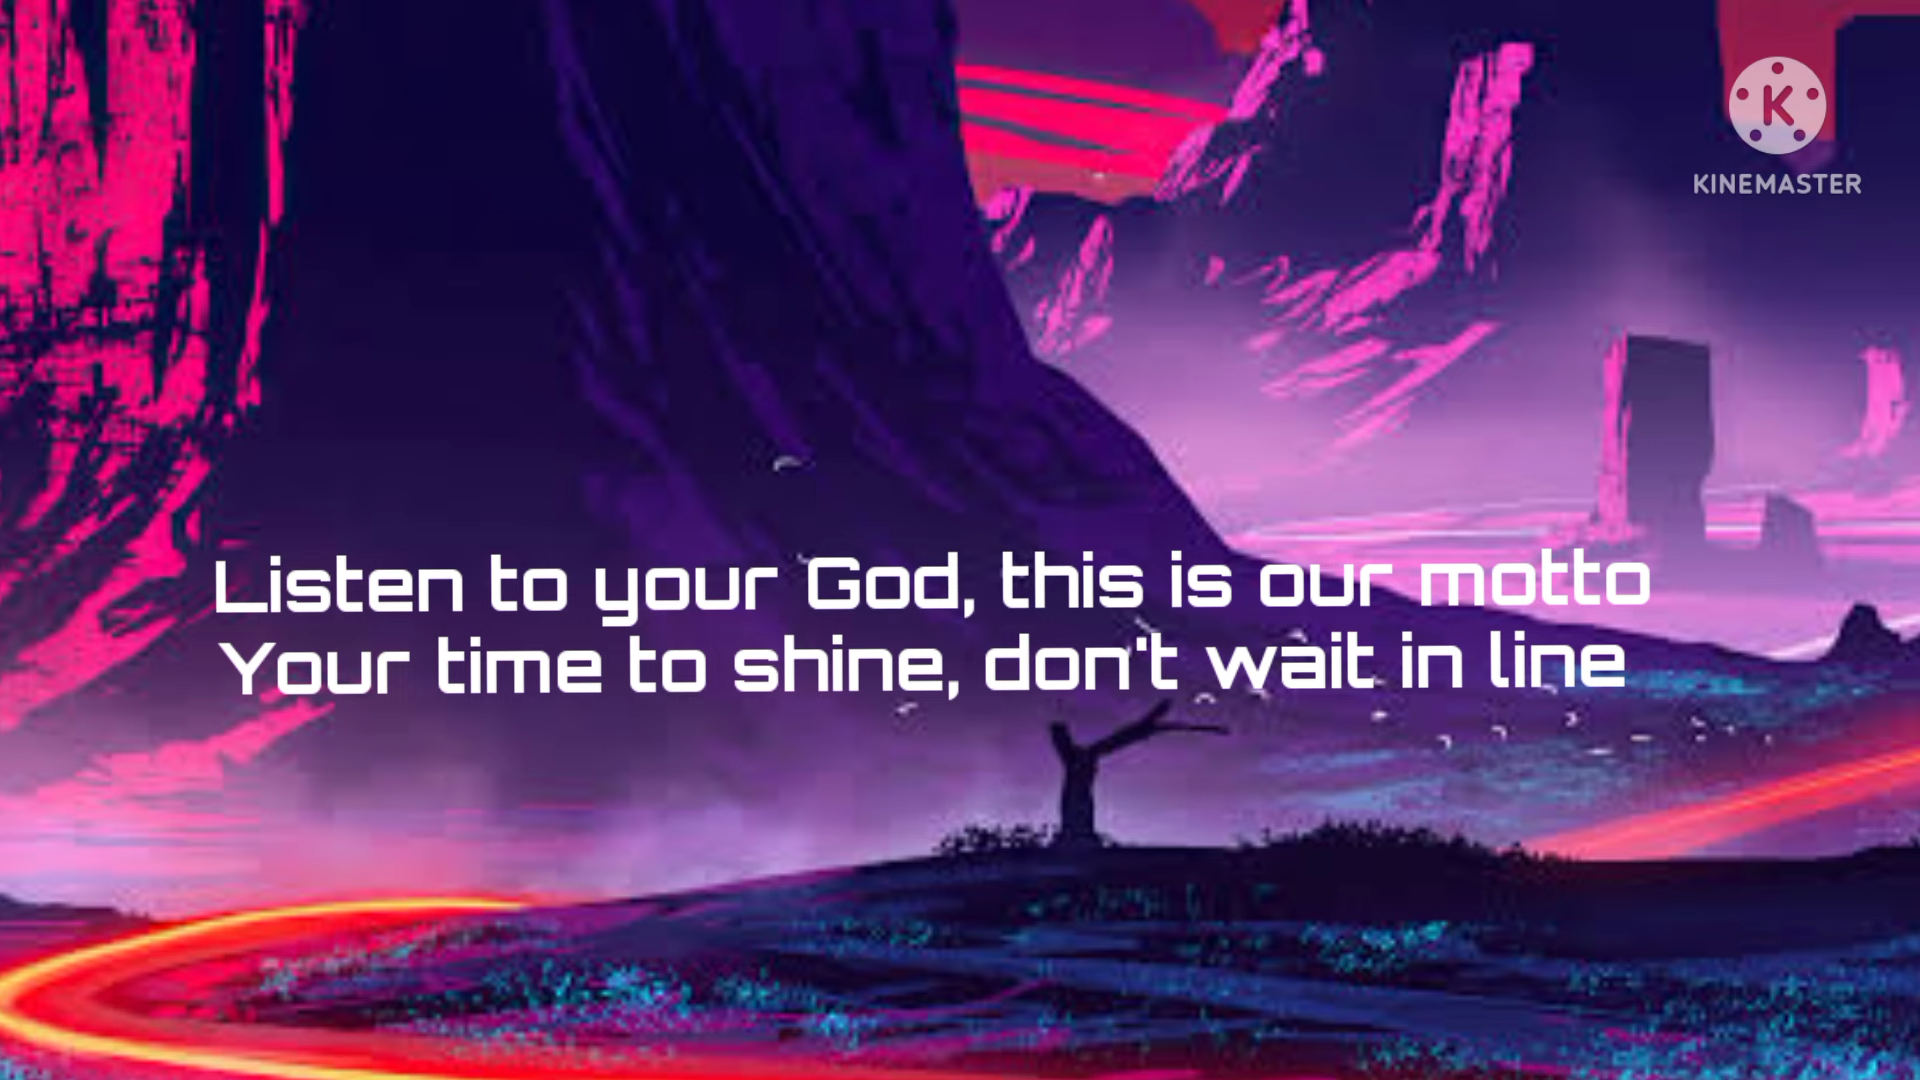 K
KINEMASTER
Listen to your God, this is our motto
Your time to shine, don't wait in line